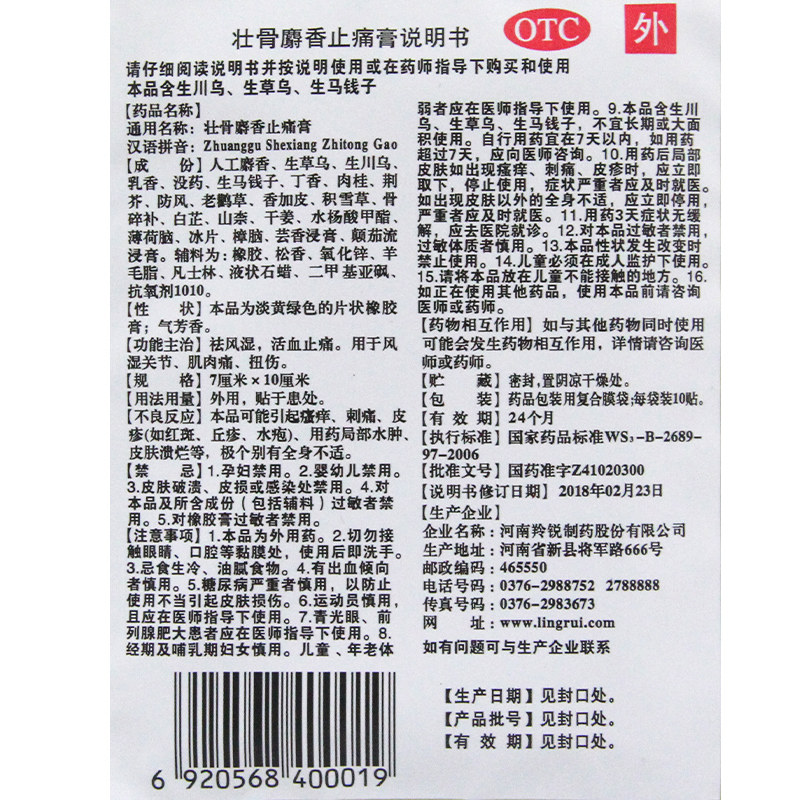 壮骨麝香止痛膏说明书
OTC
外
请仔细阅读说明书并按说明使用或在药师指导下购买和使用
本品含生川乌、生草乌、生马钱子
【药品名称】
通用名称：壮骨麝香止痛膏
汉语拼音：Zhuanggu Shexiang Zhitong Gao
【成　份】人工麝香、生草乌、生川乌、
乳香、没药、生马钱子、丁香、肉桂、荆
芥、防风、老鹳草、香加皮、积雪草、骨
碎补、白芷、山柰、干姜、水杨酸甲酯、
薄荷脑、冰片、樟脑、芸香浸膏、颠茄流
浸膏。辅料为：橡胶、松香、氧化锌、羊
毛脂、凡士林、液状石蜡、二甲基亚砜、
抗氧剂1010。
【性　状】本品为淡黄绿色的片状橡胶
膏；气芳香。
【功能主治】祛风湿，活血止痛。用于风
湿关节、肌肉痛、扭伤。
【规　格】7厘米×10厘米
【用法用量】外用，贴于患处。
【不良反应】本品可能引起瘙痒、刺痛、皮
疹(如红斑、丘疹、水疱)、用药局部水肿、
皮肤溃烂等，极个别有全身不适。
【禁　忌】1.孕妇禁用。2.婴幼儿禁用。
3.皮肤破溃、皮损或感染处禁用。4.对
本品及所含成份（包括辅料）过敏者禁
用。5.对橡胶膏过敏者禁用。
【注意事项】1.本品为外用药。2.切勿接
触眼睛、口腔等黏膜处，使用后即洗手。
3.忌食生冷、油腻食物。4.有出血倾向
者慎用。5.糖尿病严重者慎用，以防止
使用不当引起皮肤损伤。6.运动员慎用，
且应在医师指导下使用。7.青光眼、前
列腺肥大患者应在医师指导下使用。8.
经期及哺乳期妇女慎用。儿童、年老体
弱者应在医师指导下使用。9.本品含生川
乌、生草乌、生马钱子，不宜长期或大面
积使用。自行用药宜在7天以内，如用药
超过7天，应向医师咨询。10.用药后局部
皮肤如出现瘙痒、刺痛、皮疹时，应立即
取下，停止使用，症状严重者应及时就医。
如出现皮肤以外的全身不适，应立即停用，
严重者应及时就医。11.用药3天症状无缓
解，应去医院就诊。12.对本品过敏者禁用，
过敏体质者慎用。13.本品性状发生改变时
禁止使用。14.儿童必须在成人监护下使用。
15.请将本品放在儿童不能接触的地方。16.
如正在使用其他药品，使用本品前请咨询
医师或药师。
【药物相互作用】如与其他药物同时使用
可能会发生药物相互作用，详情请咨询医
师或药师。
【贮　藏】密封,置阴凉干燥处。
【包　装】药品包装用复合膜袋;每袋装10贴。
【有 效 期】24个月
【执行标准】国家药品标准WS₃-B-2689-
97-2006
【批准文号】国药准字Z41020300
【说明书修订日期】2018年02月23日
【生产企业】
企业名称：河南羚锐制药股份有限公司
生产地址：河南省新县将军路666号
邮政编码：465550
电话号码：0376-2988752 2788888
传真号码：0376-2983673
网　　址：www.lingrui.com
如有问题可与生产企业联系
【生产日期】见封口处。
【产品批号】见封口处。
【有 效 期】见封口处。
6 920568 400019